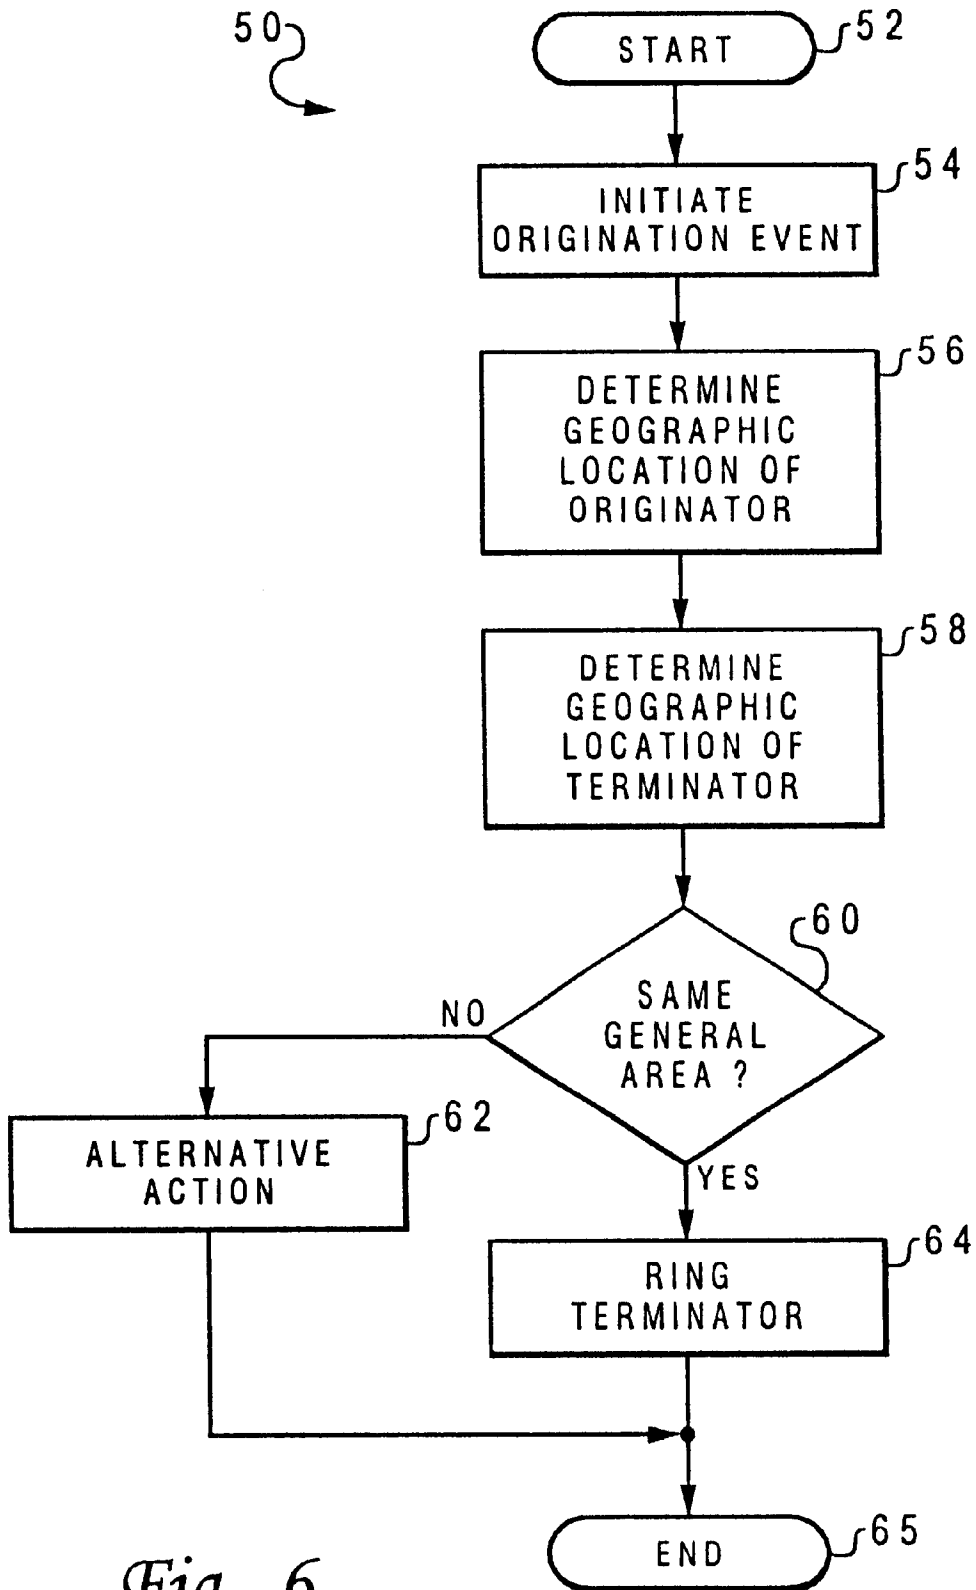 50
START
52
INITIATE
ORIGINATION EVENT
54
DETERMINE
GEOGRAPHIC
LOCATION OF
ORIGINATOR
56
DETERMINE
GEOGRAPHIC
LOCATION OF
TERMINATOR
58
SAME
GENERAL
AREA ?
60
NO
YES
ALTERNATIVE
ACTION
62
RING
TERMINATOR
64
END
65
Fig. 6